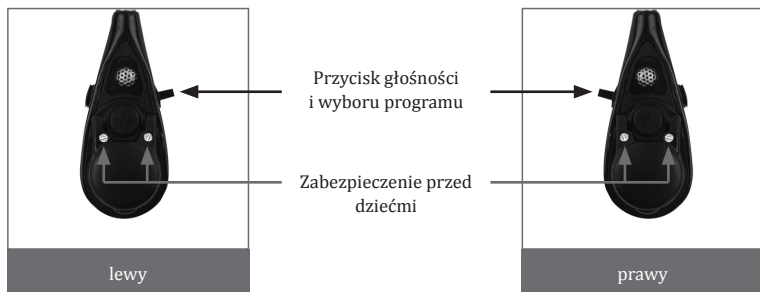 Przycisk głośności
i wyboru programu
Zabezpieczenie przed
dziećmi
lewy
prawy